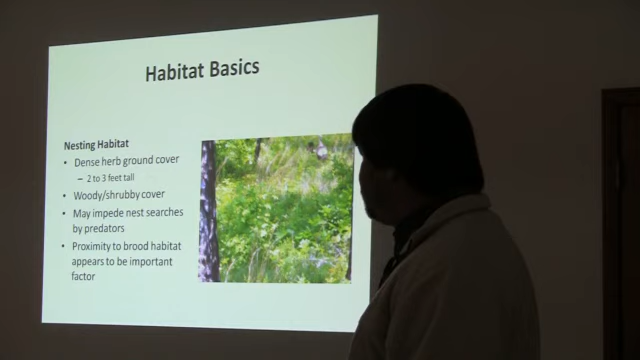 Habitat Basics
Nesting Habitat
• Dense herb ground cover
– 2 to 3 feet tall
• Woody/shrubby cover
• May impede nest searches
by predators
• Proximity to brood habitat
appears to be important
factor